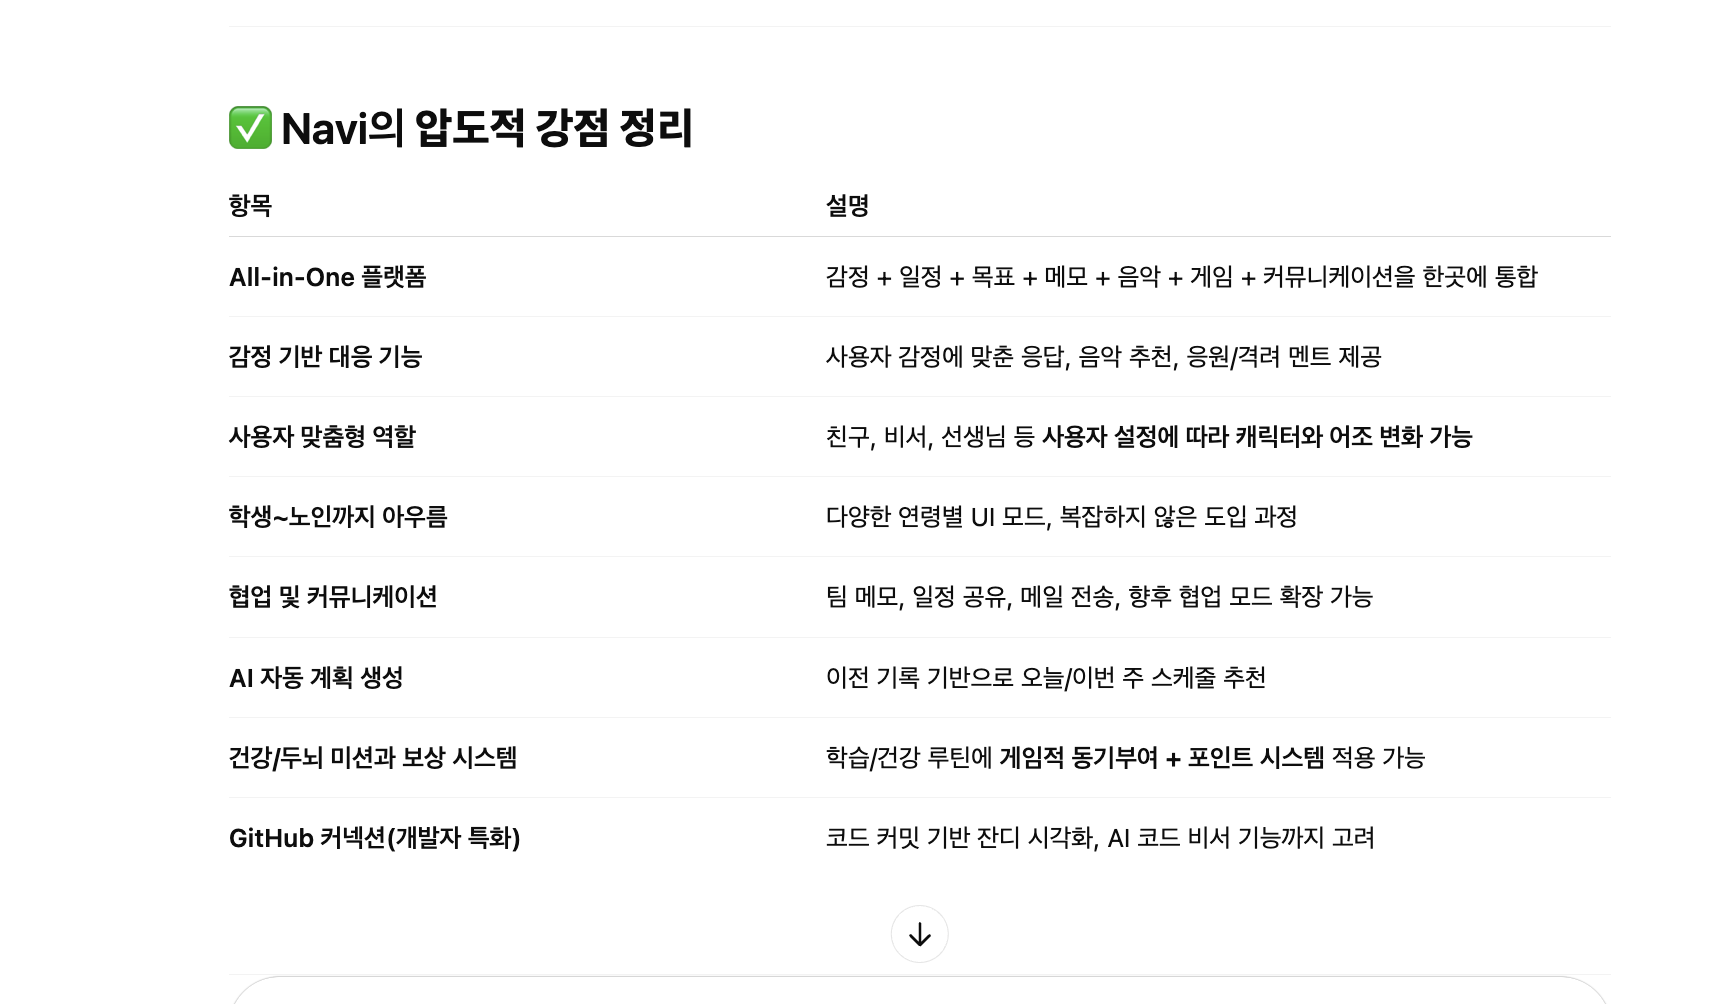 ✅ Navi의 압도적 강점 정리
항목 설명
All-in-One 플랫폼 감정 + 일정 + 목표 + 메모 + 음악 + 게임 + 커뮤니케이션을 한곳에 통합
감정 기반 대응 기능 사용자 감정에 맞춘 응답, 음악 추천, 응원/격려 멘트 제공
사용자 맞춤형 역할 친구, 비서, 선생님 등 사용자 설정에 따라 캐릭터와 어조 변화 가능
학생~노인까지 아우름 다양한 연령별 UI 모드, 복잡하지 않은 도입 과정
협업 및 커뮤니케이션 팀 메모, 일정 공유, 메일 전송, 향후 협업 모드 확장 가능
AI 자동 계획 생성 이전 기록 기반으로 오늘/이번 주 스케줄 추천
건강/두뇌 미션과 보상 시스템 학습/건강 루틴에 게임적 동기부여 + 포인트 시스템 적용 가능
GitHub 커넥션(개발자 특화) 코드 커밋 기반 잔디 시각화, AI 코드 비서 기능까지 고려